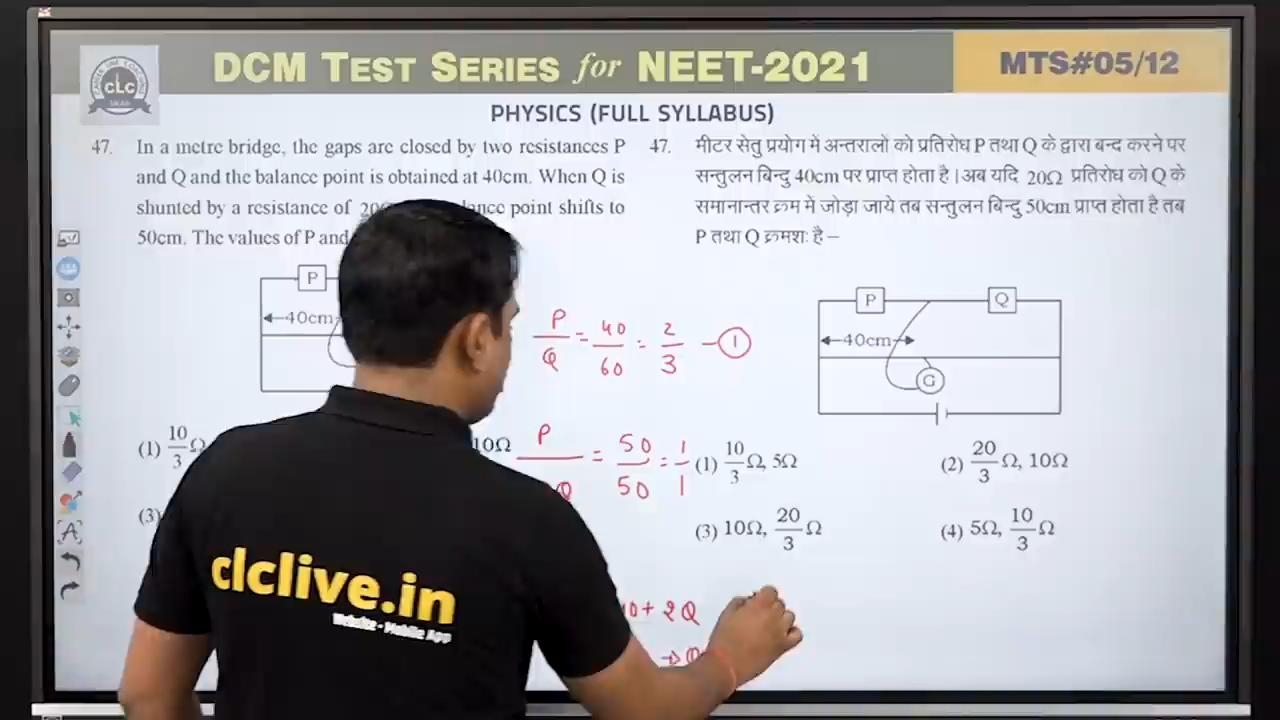 DCM TEST SERIES for NEET-2021
MTS#05/12
CLC
PHYSICS (FULL SYLLABUS)
47. In a metre bridge, the gaps are closed by two resistances P
and Q and the balance point is obtained at 40cm. When Q is
shunted by a resistance of point shifts to
50cm. The values of P and
P
40cm
(1) 10/3 Ω
10Ω
(3)
47. मीटर सेतु प्रयोग में अन्तरालो को प्रतिरोध P तथा Q के द्वारा बन्द करने पर
सन्तुलन बिन्दु 40cm पर प्राप्त होता है। अब यदि 20Ω प्रतिरोध को Q के
समानान्तर क्रम में जोड़ा जाये तब सन्तुलन बिन्दु 50cm प्राप्त होता है तब
P तथा Q क्रमशः है –
P Q
40cm
G
(1) 10/3 Ω, 5Ω (2) 20/3 Ω, 10Ω
(3) 10Ω, 20/3 Ω (4) 5Ω, 10/3 Ω
P/Q = 40/60 = 2/3 — 1
P = 50/50 = 1/1
Q
+ 2Q
clclive.in
Website - Mobile App